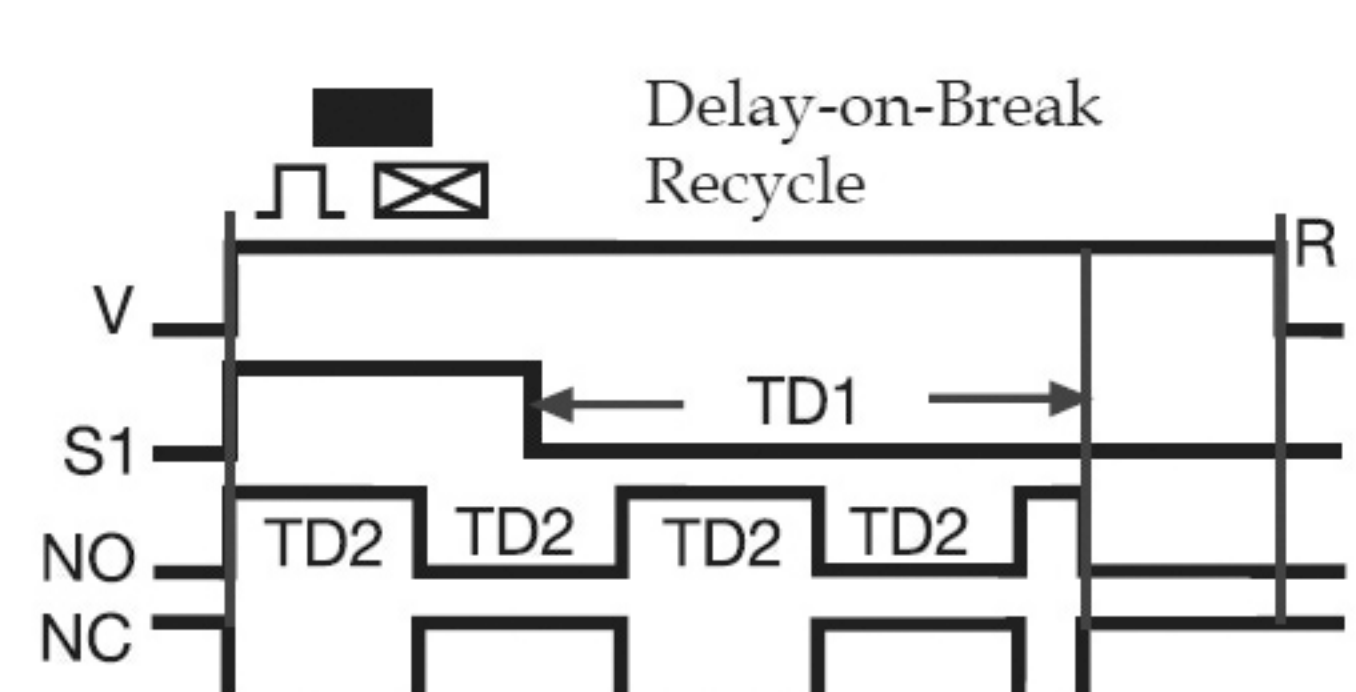 Delay-on-Break
Recycle
R
V
TD1
S1
TD2 TD2 TD2 TD2
NO
NC